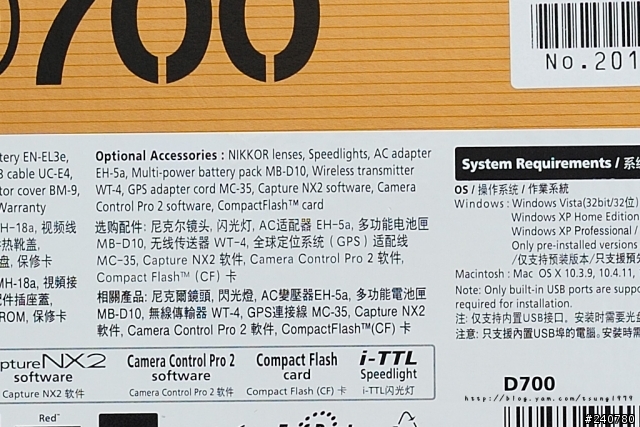 D700
No.201
tery EN-EL3e,
B cable UC-E4,
tor cover BM-9,
Warranty
MH-18a, 视频线
热靴盖,
盘, 保修卡
MH-18a, 視頻接
件插座蓋,
ROM, 保修卡
Optional Accessories : NIKKOR lenses, Speedlights, AC adapter
EH-5a, Multi-power battery pack MB-D10, Wireless transmitter
WT-4, GPS adapter cord MC-35, Capture NX2 software, Camera
Control Pro 2 software, CompactFlash™ card
选购配件: 尼克尔镜头, 闪光灯, AC适配器 EH-5a, 多功能电池匣
MB-D10, 无线传送器 WT-4, 全球定位系统 (GPS) 适配线
MC-35, Capture NX2 软件, Camera Control Pro 2 软件,
Compact Flash™ (CF) 卡
相關產品: 尼克爾鏡頭, 閃光燈, AC變壓器EH-5a, 多功能電池匣
MB-D10, 無線傳輸器 WT-4, GPS連接線 MC-35, Capture NX2
軟件, Camera Control Pro 2 軟件, CompactFlash™(CF) 卡
System Requirements / 系
OS / 操作系统 / 作業系統
Windows : Windows Vista(32bit/32位)
Windows XP Home Edition
Windows XP Professional /
Only pre-installed versions
/仅支持预装版本/只支援預
Macintosh : Mac OS X 10.3.9, 10.4.11,
Note: Only built-in USB ports are suppo
required for installation.
注: 仅支持内置USB接口。安装时需要光
注意: 只支援內置USB埠的電腦。安裝時需
apture NX2
software
Capture NX2 软件
Camera Control Pro 2
software
Camera Control Pro 2 软件
Compact Flash
card
Compact Flash (CF) 卡
i-TTL
Speedlight
i-TTL闪光灯
D700
http://blog.yam.com/tsung1979
Red™
#240780